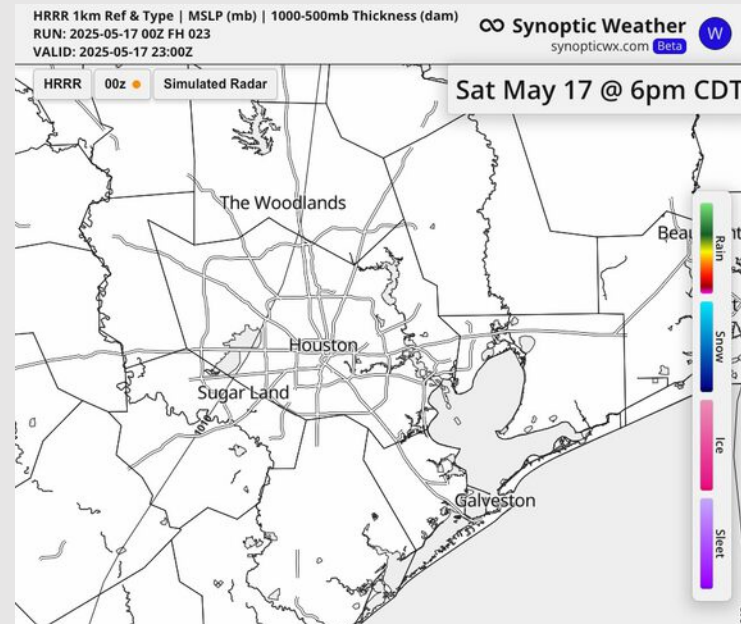 HRRR 1km Ref & Type | MSLP (mb) | 1000-500mb Thickness (dam)
RUN: 2025-05-17 00Z FH 023
VALID: 2025-05-17 23:00Z
Synoptic Weather
synopticwx.com Beta
W
HRRR
00z
Simulated Radar
Sat May 17 @ 6pm CDT
The Woodlands
Houston
Sugar Land
1016
Galveston
Rain
Snow
Ice
Sleet